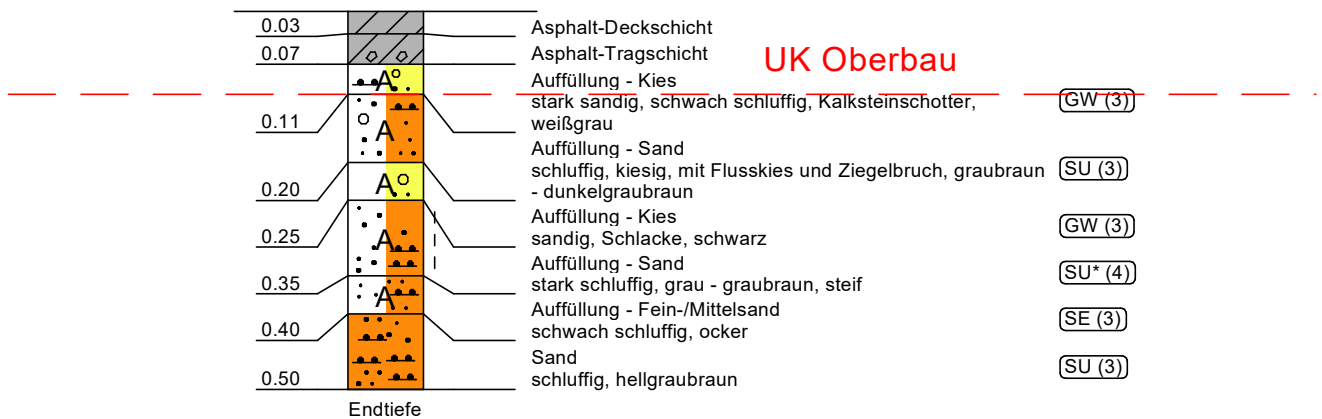 0.03
Asphalt-Deckschicht
0.07
Asphalt-Tragschicht
UK Oberbau
A
Auffüllung - Kies
stark sandig, schwach schluffig, Kalksteinschotter,
weißgrau
GW (3)
0.11
A
Auffüllung - Sand
schluffig, kiesig, mit Flusskies und Ziegelbruch, graubraun
- dunkelgraubraun
SU (3)
0.20
A
Auffüllung - Kies
sandig, Schlacke, schwarz
GW (3)
0.25
A
Auffüllung - Sand
stark schluffig, grau - graubraun, steif
SU* (4)
0.35
A
Auffüllung - Fein-/Mittelsand
schwach schluffig, ocker
SE (3)
0.40
Sand
schluffig, hellgraubraun
SU (3)
0.50
Endtiefe